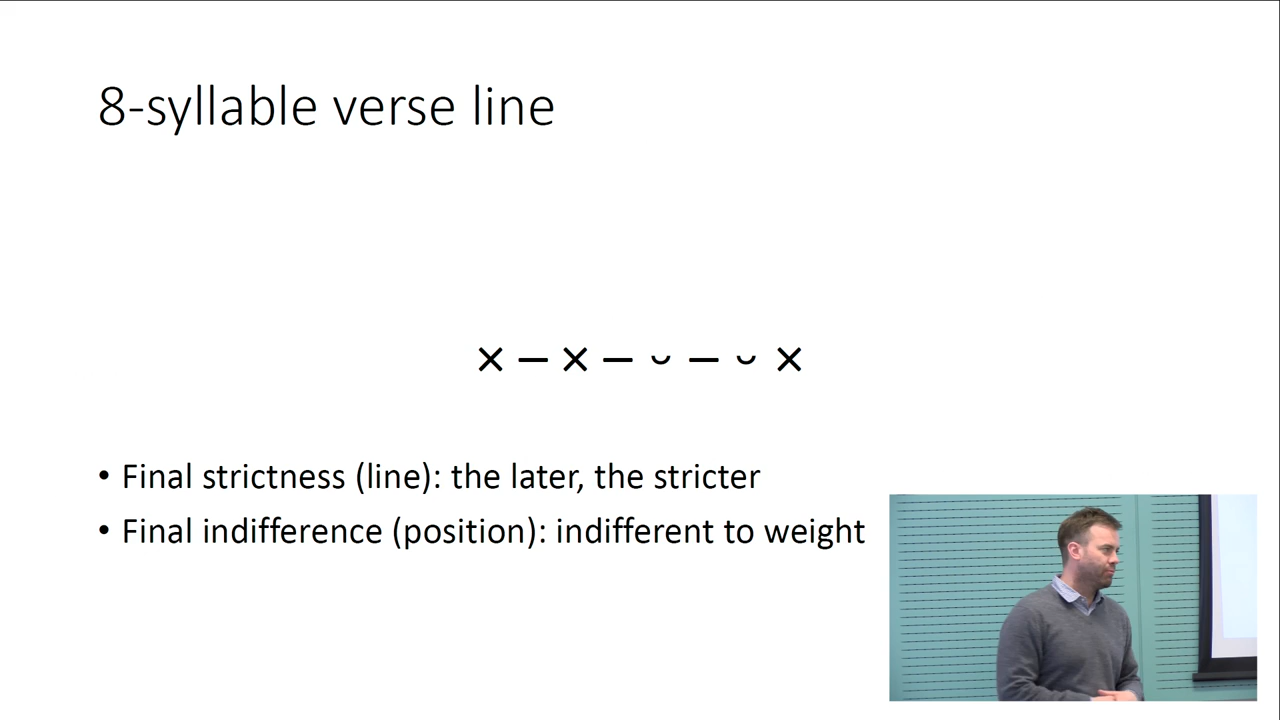 8-syllable verse line
× – × – ⏑ – ⏑ ×
• Final strictness (line): the later, the stricter
• Final indifference (position): indifferent to weight